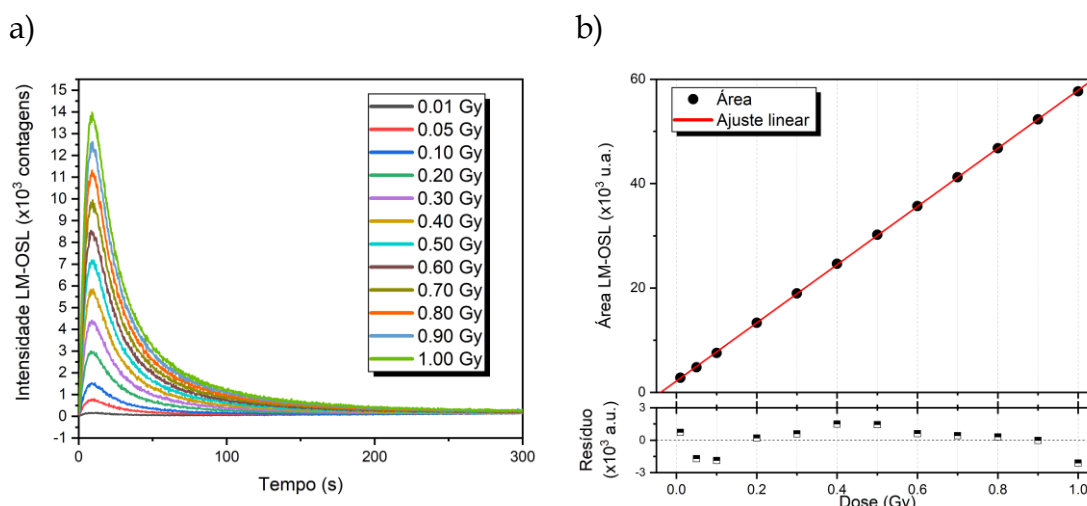 a)
b)
Intensidade LM-OSL (x10³ contagens)
15
14
13
12
11
10
9
8
7
6
5
4
3
2
1
0
-1
0.01 Gy
0.05 Gy
0.10 Gy
0.20 Gy
0.30 Gy
0.40 Gy
0.50 Gy
0.60 Gy
0.70 Gy
0.80 Gy
0.90 Gy
1.00 Gy
0 100 200 300
Tempo (s)
Área LM-OSL (x10³ u.a.)
60
40
20
0
Área
Ajuste linear
Resíduo
(x10³ a.u.)
3
0
-3
0.0 0.2 0.4 0.6 0.8 1.0
Dose (Gy)